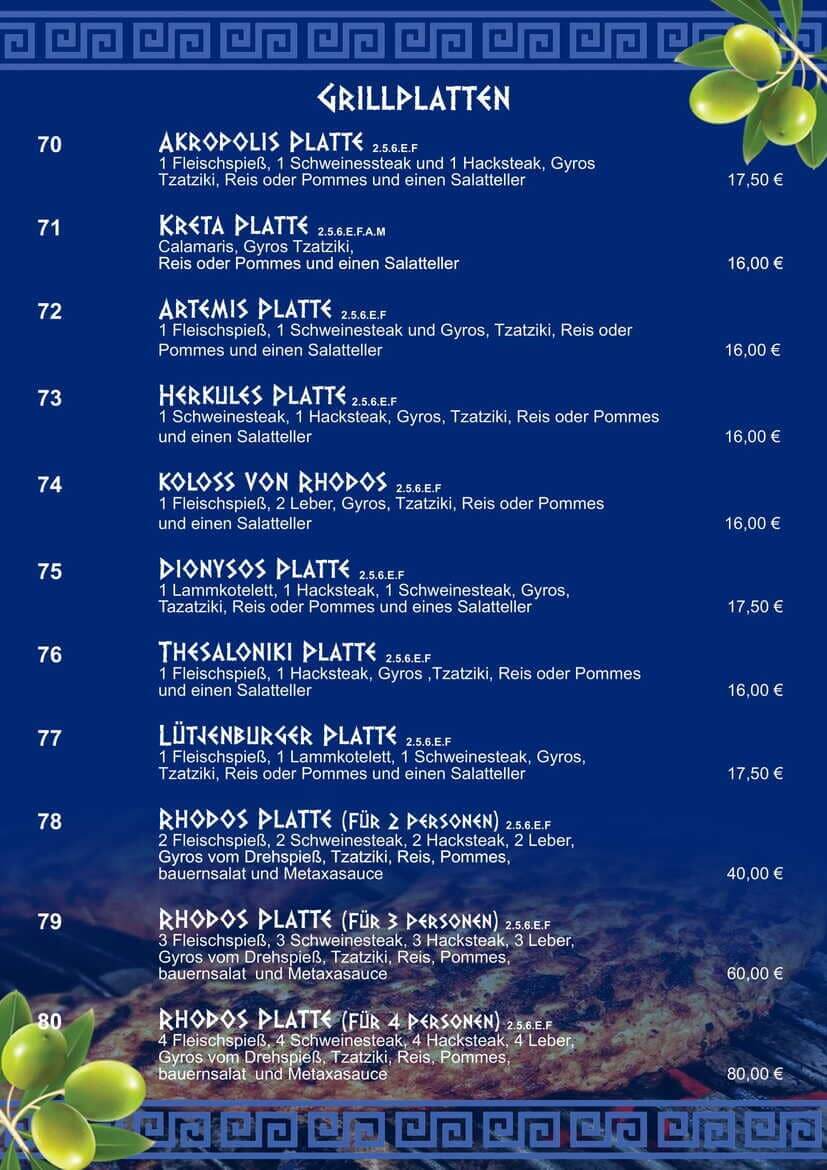 GRILLPLATTEN
70 AKROPOLIS PLATTE 2.5.6.E.F
1 Fleischspieß, 1 Schweinessteak und 1 Hacksteak, Gyros
Tzatziki, Reis oder Pommes und einen Salatteller 17,50 €
71 KRETA PLATTE 2.5.6.E.F.A.M
Calamaris, Gyros Tzatziki,
Reis oder Pommes und einen Salatteller 16,00 €
72 ARTEMIS PLATTE 2.5.6.E.F
1 Fleischspieß, 1 Schweinesteak und Gyros, Tzatziki, Reis oder
Pommes und einen Salatteller 16,00 €
73 HERKULES PLATTE 2.5.6.E.F
1 Schweinesteak, 1 Hacksteak, Gyros, Tzatziki, Reis oder Pommes
und einen Salatteller 16,00 €
74 KOLOSS VON RHODOS 2.5.6.E.F
1 Fleischspieß, 2 Leber, Gyros, Tzatziki, Reis oder Pommes
und einen Salatteller 16,00 €
75 DIONYSOS PLATTE 2.5.6.E.F
1 Lammkotelett, 1 Hacksteak, 1 Schweinesteak, Gyros,
Tazatziki, Reis oder Pommes und eines Salatteller 17,50 €
76 THESALONIKI PLATTE 2.5.6.E.F
1 Fleischspieß, 1 Hacksteak, Gyros ,Tzatziki, Reis oder Pommes
und einen Salatteller 16,00 €
77 LÜTJENBURGER PLATTE 2.5.6.E.F
1 Fleischspieß, 1 Lammkotelett, 1 Schweinesteak, Gyros,
Tzatziki, Reis oder Pommes und einen Salatteller 17,50 €
78 RHODOS PLATTE (FÜR 2 PERSONEN) 2.5.6.E.F
2 Fleischspieß, 2 Schweinesteak, 2 Hacksteak, 2 Leber,
Gyros vom Drehspieß, Tzatziki, Reis, Pommes,
bauernsalat und Metaxasauce 40,00 €
79 RHODOS PLATTE (FÜR 3 PERSONEN) 2.5.6.E.F
3 Fleischspieß, 3 Schweinesteak, 3 Hacksteak, 3 Leber,
Gyros vom Drehspieß, Tzatziki, Reis, Pommes,
bauernsalat und Metaxasauce 60,00 €
80 RHODOS PLATTE (FÜR 4 PERSONEN) 2.5.6.E.F
4 Fleischspieß, 4 Schweinesteak, 4 Hacksteak, 4 Leber,
Gyros vom Drehspieß, Tzatziki, Reis, Pommes,
bauernsalat und Metaxasauce 80,00 €